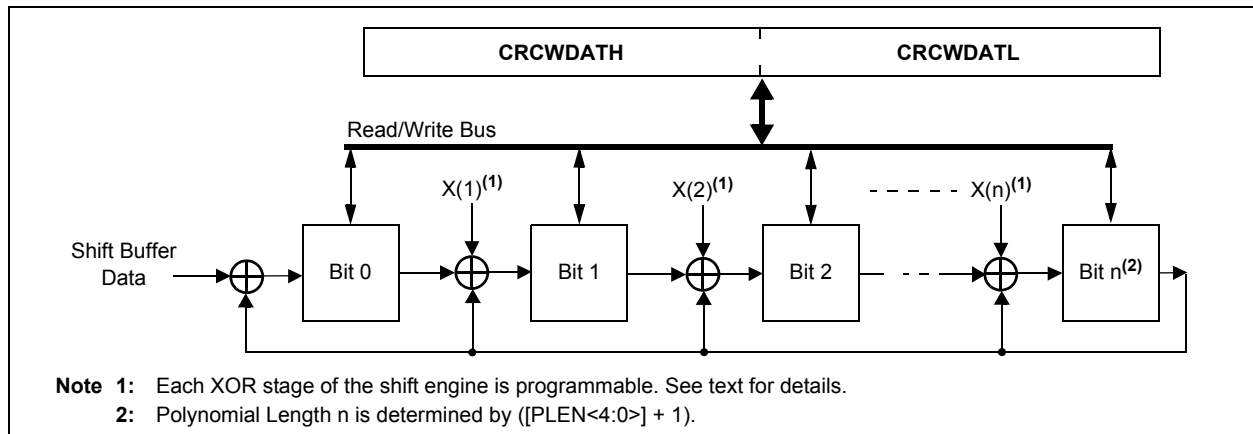 CRCWDATH CRCWDATL
Read/Write Bus
X(1)(1) X(2)(1) X(n)(1)
Shift Buffer
Data
Bit 0 Bit 1 Bit 2 Bit n(2)
Note 1: Each XOR stage of the shift engine is programmable. See text for details.
2: Polynomial Length n is determined by ([PLEN<4:0>] + 1).